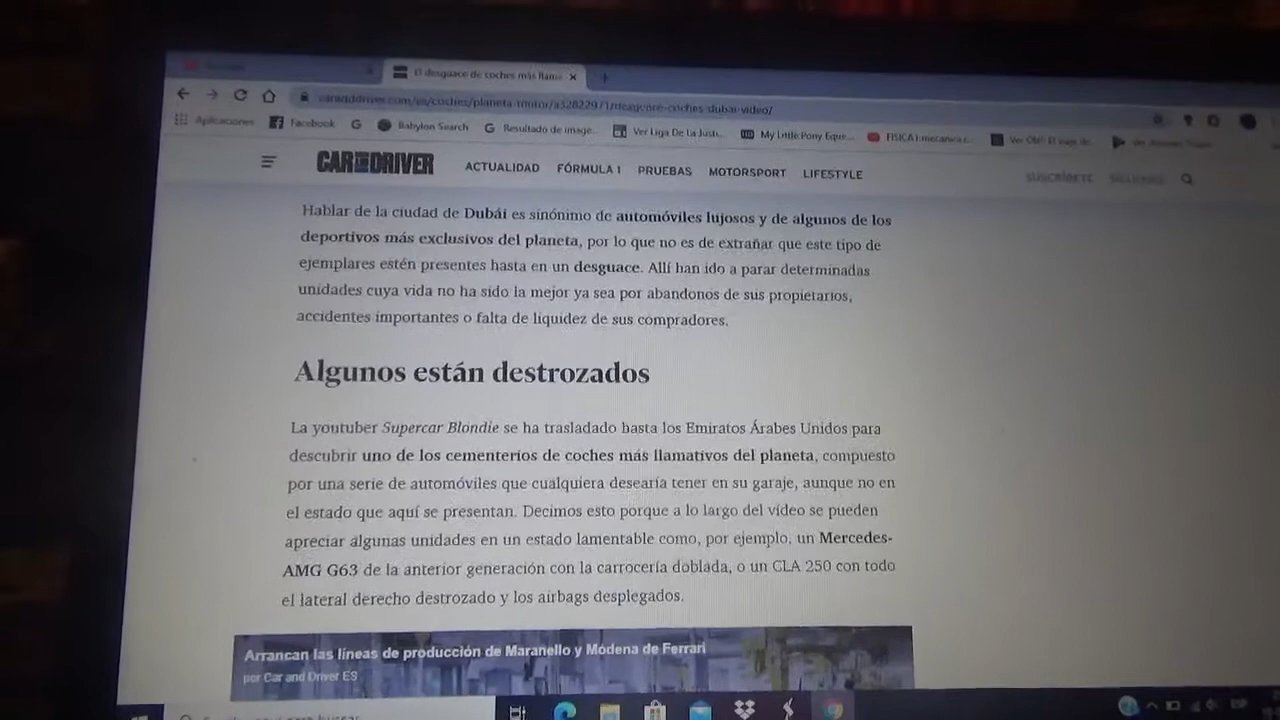 El desguace de coches más llama
Aplicaciones
Facebook
Babylon Search
Resultado de image...
Ver Liga De La Justi...
My Little Pony Eque...
FISICA I mecanica c...
CAR AND DRIVER
ACTUALIDAD
FÓRMULA 1
PRUEBAS
MOTORSPORT
LIFESTYLE
SUSCRÍBETE
Hablar de la ciudad de Dubái es sinónimo de automóviles lujosos y de algunos de los
deportivos más exclusivos del planeta, por lo que no es de extrañar que este tipo de
ejemplares estén presentes hasta en un desguace. Allí han ido a parar determinadas
unidades cuya vida no ha sido la mejor ya sea por abandonos de sus propietarios,
accidentes importantes o falta de liquidez de sus compradores.
Algunos están destrozados
La youtuber Supercar Blondie se ha trasladado hasta los Emiratos Árabes Unidos para
descubrir uno de los cementerios de coches más llamativos del planeta, compuesto
por una serie de automóviles que cualquiera desearía tener en su garaje, aunque no en
el estado que aquí se presentan. Decimos esto porque a lo largo del vídeo se pueden
apreciar algunas unidades en un estado lamentable como, por ejemplo, un Mercedes-
AMG G63 de la anterior generación con la carrocería doblada, o un CLA 250 con todo
el lateral derecho destrozado y los airbags desplegados.
Arrancan las líneas de producción de Maranello y Módena de Ferrari
por Car and Driver ES